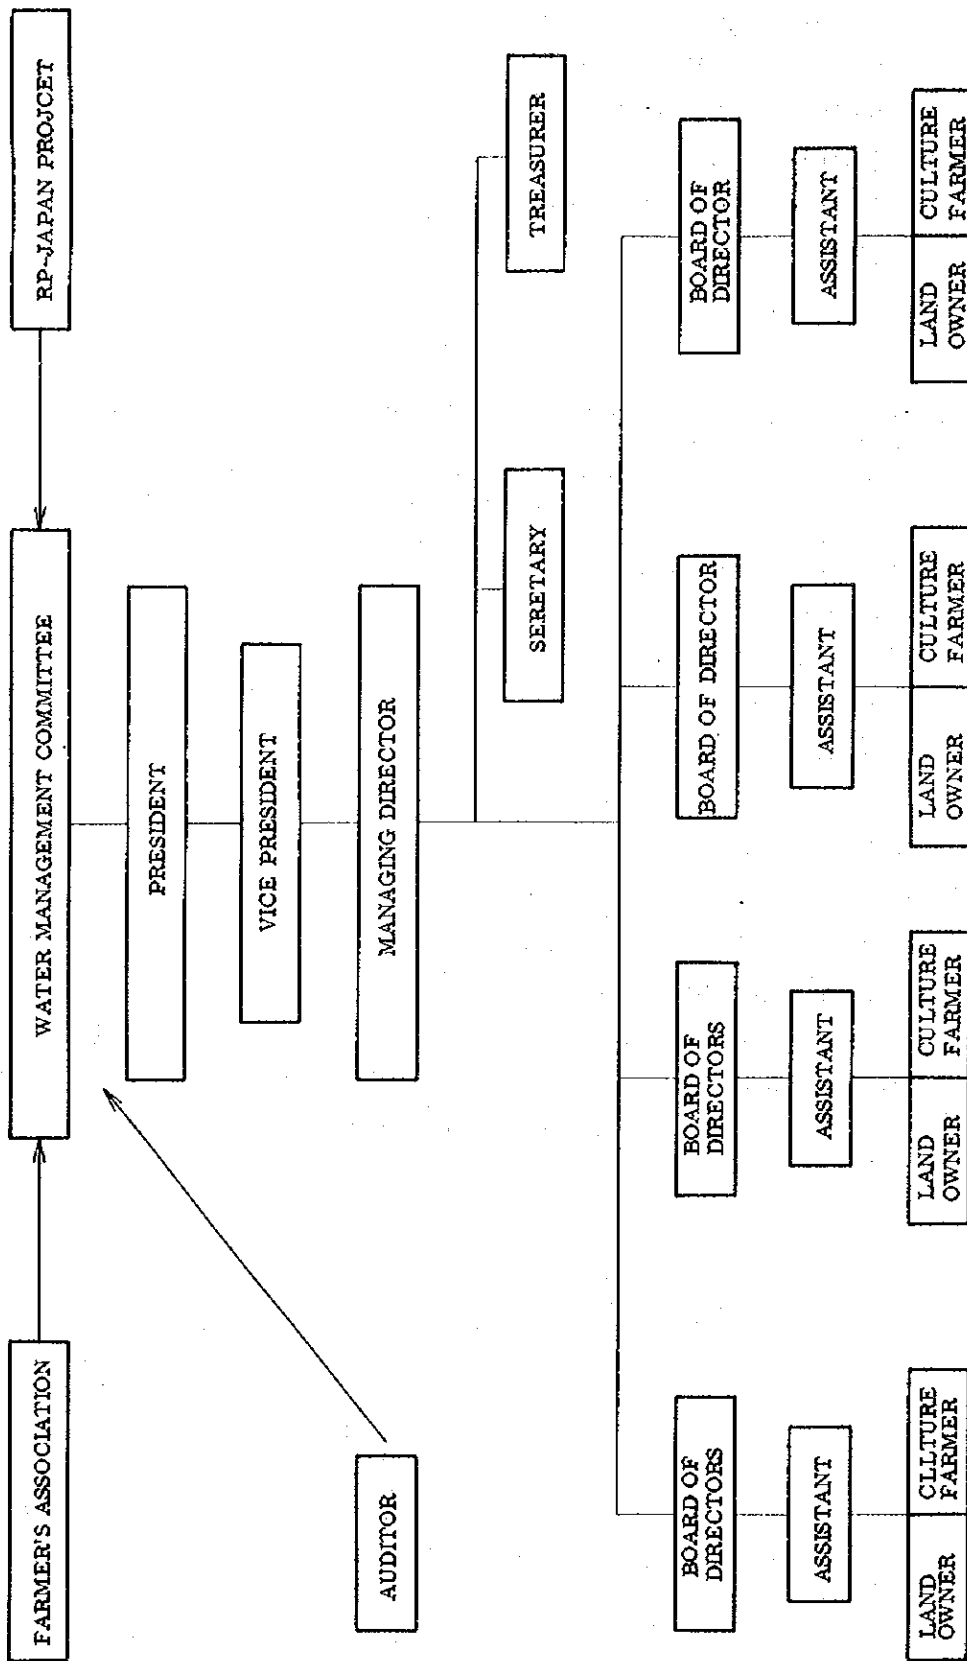 FARMER'S ASSOCIATION
WATER MANAGEMENT COMMITTEE
RP-JAPAN PROJCET
PRESIDENT
VICE PRESIDENT
AUDITOR
MANAGING DIRECTOR
SERETARY
TREASURER
BOARD OF
DIRECTORS
BOARD OF
DIRECTORS
BOARD OF DIRECTOR
BOARD OF
DIRECTOR
ASSISTANT
ASSISTANT
ASSISTANT
ASSISTANT
LAND
OWNER
CLLTURE
FARMER
LAND
OWNER
CULTURE
FARMER
LAND
OWNER
CULTURE
FARMER
LAND
OWNER
CULTURE
FARMER